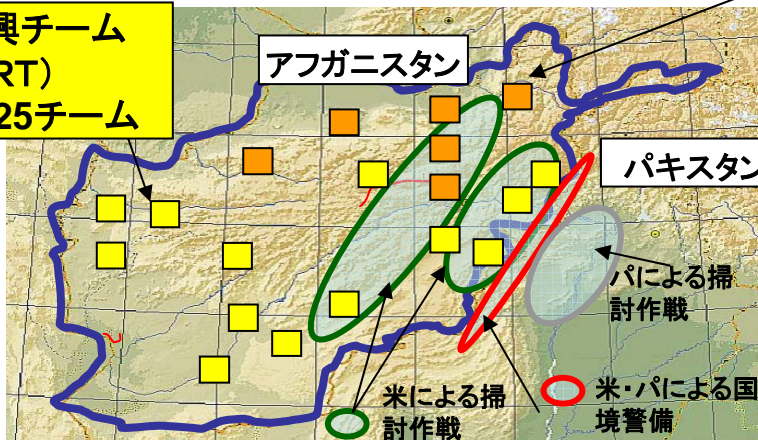 興チーム
RT）
25チーム
アフガニスタン
パキスタン
パによる掃
討作戦
米による掃
討作戦
米・パによる国
境警備